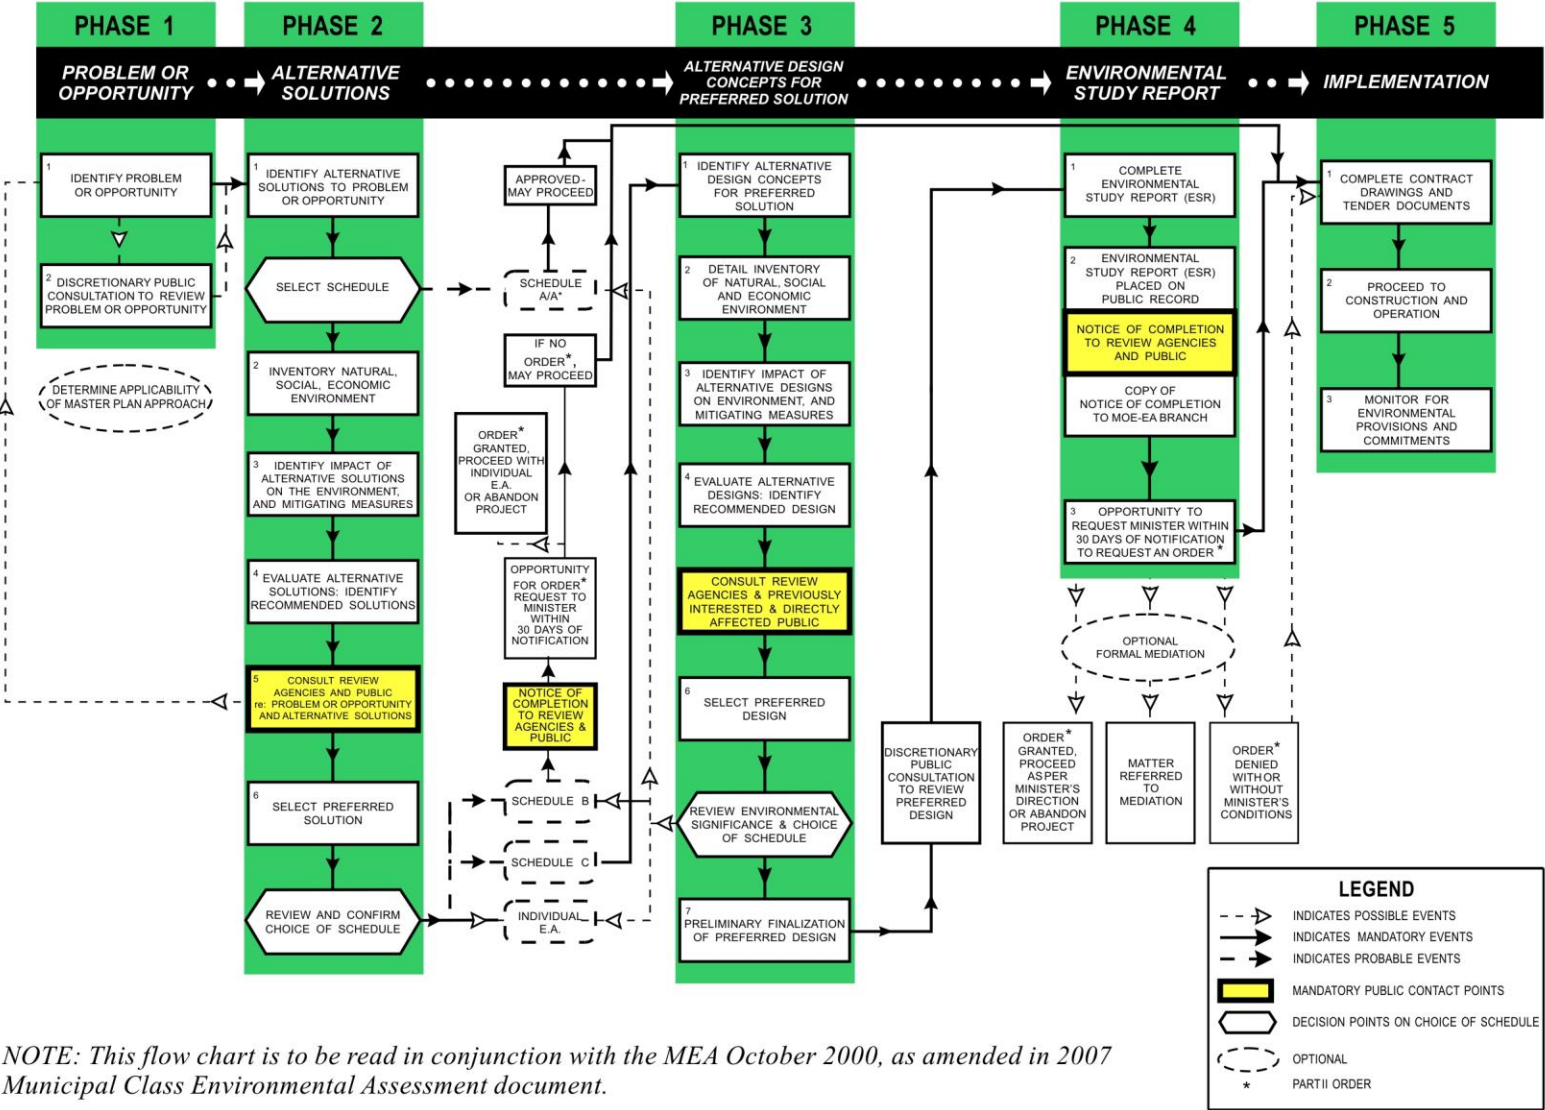 PHASE 1
PHASE 2
PHASE 3
PHASE 4
PHASE 5
PROBLEM OR
OPPORTUNITY
ALTERNATIVE
SOLUTIONS
ALTERNATIVE DESIGN
CONCEPTS FOR
PREFERRED SOLUTION
ENVIRONMENTAL
STUDY REPORT
IMPLEMENTATION
1
IDENTIFY PROBLEM
OR OPPORTUNITY
2 DISCRETIONARY PUBLIC
CONSULTATION TO REVIEW
PROBLEM OR OPPORTUNITY
DETERMINE APPLICABILITY
OF MASTER PLAN APPROACH
1 IDENTIFY ALTERNATIVE
SOLUTIONS TO PROBLEM
OR OPPORTUNITY
SELECT SCHEDULE
2
INVENTORY NATURAL,
SOCIAL, ECONOMIC
ENVIRONMENT
3 IDENTIFY IMPACT OF
ALTERNATIVE SOLUTIONS
ON THE ENVIRONMENT,
AND MITIGATING MEASURES
4
EVALUATE ALTERNATIVE
SOLUTIONS: IDENTIFY
RECOMMENDED SOLUTIONS
5 CONSULT REVIEW
AGENCIES AND PUBLIC
re: PROBLEM OR OPPORTUNITY
AND ALTERNATIVE SOLUTIONS
6
SELECT PREFERRED
SOLUTION
REVIEW AND CONFIRM
CHOICE OF SCHEDULE
APPROVED-
MAY PROCEED
SCHEDULE
A/A+
IF NO
ORDER*,
MAY PROCEED
ORDER*
GRANTED,
PROCEED WITH
INDIVIDUAL
E.A.
OR ABANDON
PROJECT
OPPORTUNITY
FOR ORDER*
REQUEST TO
MINISTER
WITHIN
30 DAYS OF
NOTIFICATION
NOTICE OF
COMPLETION
TO REVIEW
AGENCIES &
PUBLIC
SCHEDULE B
SCHEDULE C
INDIVIDUAL
E.A.
1 IDENTIFY ALTERNATIVE
DESIGN CONCEPTS
FOR PREFERRED
SOLUTION
2 DETAIL INVENTORY
OF NATURAL, SOCIAL
AND ECONOMIC
ENVIRONMENT
3 IDENTIFY IMPACT OF
ALTERNATIVE DESIGNS
ON ENVIRONMENT, AND
MITIGATING MEASURES
4
EVALUATE ALTERNATIVE
DESIGNS: IDENTIFY
RECOMMENDED DESIGN
CONSULT REVIEW
AGENCIES & PREVIOUSLY
INTERESTED & DIRECTLY
AFFECTED PUBLIC
6
SELECT PREFERRED
DESIGN
REVIEW ENVIRONMENTAL
SIGNIFICANCE & CHOICE
OF SCHEDULE
7
PRELIMINARY FINALIZATION
OF PREFERRED DESIGN
DISCRETIONARY
PUBLIC
CONSULTATION
TO REVIEW
PREFERRED
DESIGN
1 COMPLETE
ENVIRONMENTAL
STUDY REPORT (ESR)
2 ENVIRONMENTAL
STUDY REPORT (ESR)
PLACED ON
PUBLIC RECORD
NOTICE OF COMPLETION
TO REVIEW AGENCIES
AND PUBLIC
COPY OF
NOTICE OF COMPLETION
TO MOE-EA BRANCH
3 OPPORTUNITY TO
REQUEST MINISTER WITHIN
30 DAYS OF NOTIFICATION
TO REQUEST AN ORDER*
OPTIONAL
FORMAL MEDIATION
ORDER*
GRANTED,
PROCEED
AS PER
MINISTER'S
DIRECTION
OR ABANDON
PROJECT
MATTER
REFERRED
TO
MEDIATION
ORDER*
DENIED
WITH OR
WITHOUT
MINISTER'S
CONDITIONS
1 COMPLETE CONTRACT
DRAWINGS AND
TENDER DOCUMENTS
2 PROCEED TO
CONSTRUCTION AND
OPERATION
3 MONITOR FOR
ENVIRONMENTAL
PROVISIONS AND
COMMITMENTS
LEGEND
INDICATES POSSIBLE EVENTS
INDICATES MANDATORY EVENTS
INDICATES PROBABLE EVENTS
MANDATORY PUBLIC CONTACT POINTS
DECISION POINTS ON CHOICE OF SCHEDULE
OPTIONAL
* PART II ORDER
NOTE: This flow chart is to be read in conjunction with the MEA October 2000, as amended in 2007
Municipal Class Environmental Assessment document.